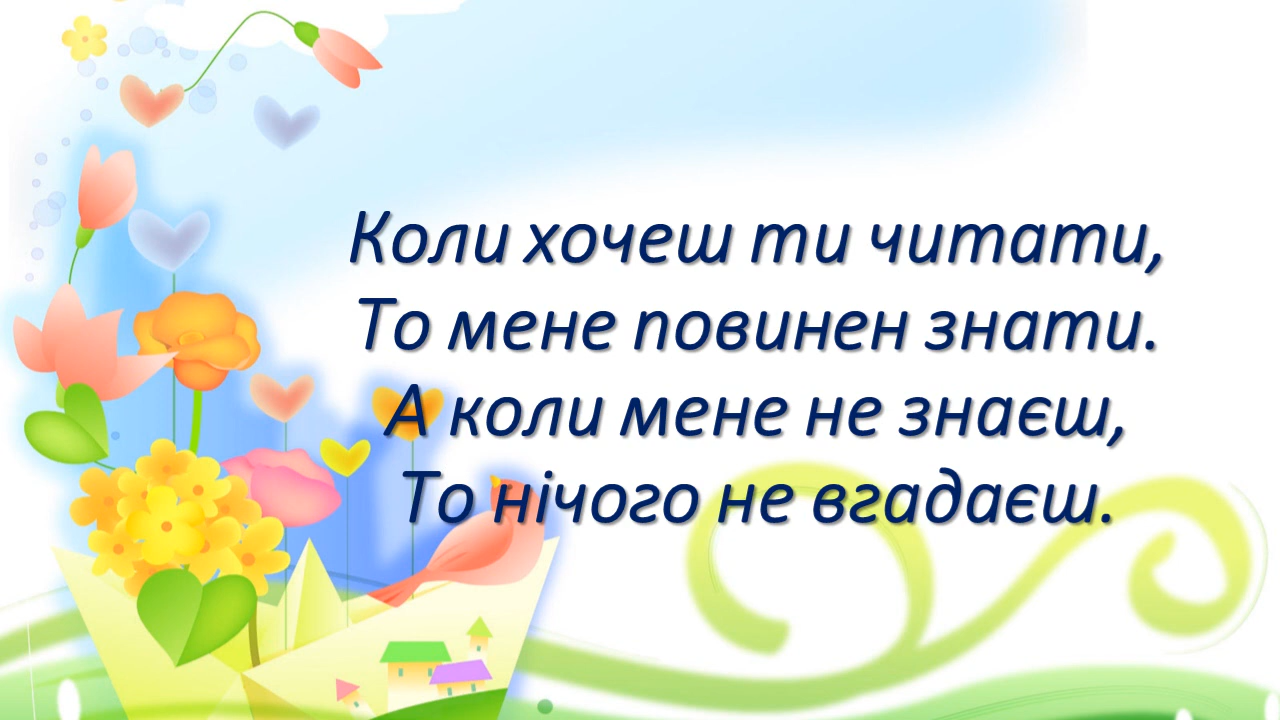 Коли хочеш ти читати,
То мене повинен знати.
А коли мене не знаєш,
То нічого не вгадаєш.